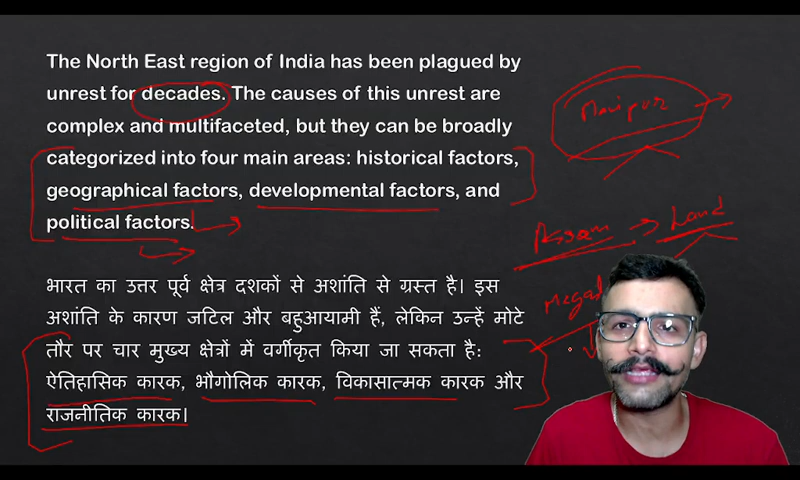 The North East region of India has been plagued by
unrest for decades. The causes of this unrest are
complex and multifaceted, but they can be broadly
categorized into four main areas: historical factors,
geographical factors, developmental factors, and
political factors.
Manipur
Assam → Land
भारत का उत्तर पूर्व क्षेत्र दशकों से अशांति से ग्रस्त है। इस
अशांति के कारण जटिल और बहुआयामी हैं, लेकिन उन्हें मोटे
तौर पर चार मुख्य क्षेत्रों में वर्गीकृत किया जा सकता है:
ऐतिहासिक कारक, भौगोलिक कारक, विकासात्मक कारक और
राजनीतिक कारक।